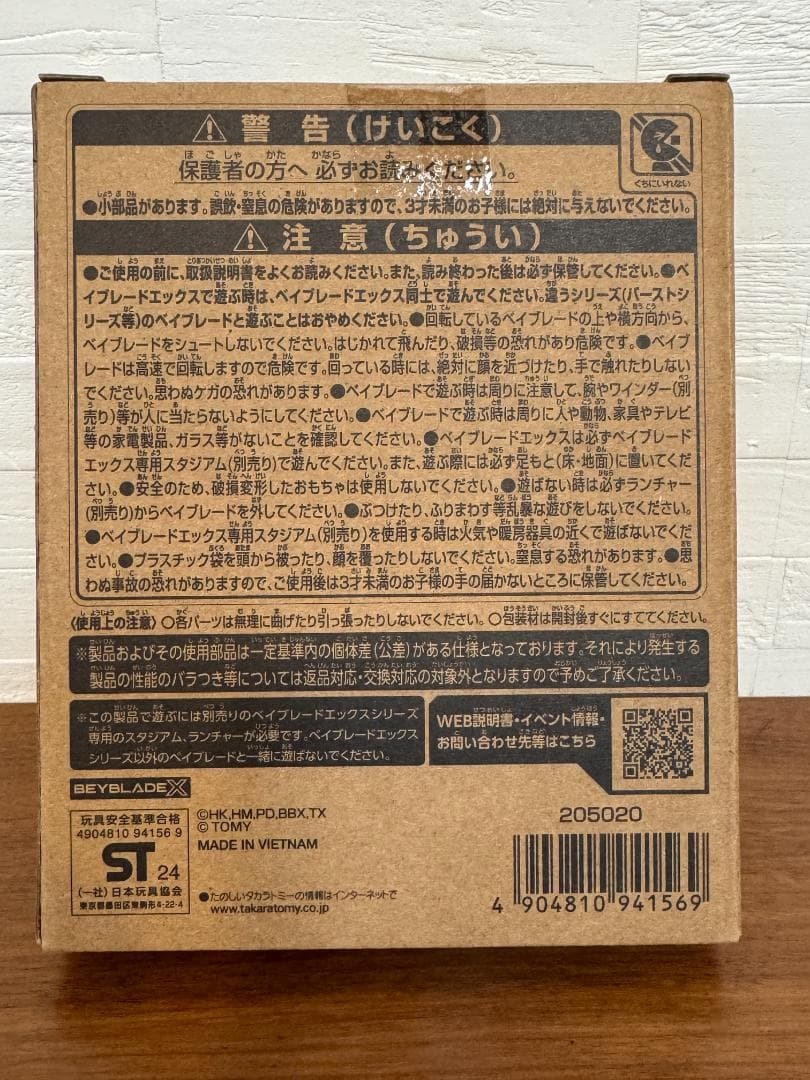 ⚠警告(けいこく)
保護者の方へ 必ずお読みください。
くちにいれない
●小部品があります。誤飲・窒息の危険がありますので、3才未満のお子様には絶対に与えないでください。
⚠注意(ちゅうい)
●ご使用の前に、取扱説明書をよくお読みください。また、読み終わった後は必ず保管してください。●ベ
イブレードエックスで遊ぶ時は、ベイブレードエックス同士で遊んでください。違うシリーズ(バーストシ
リーズ等)のベイブレードと遊ぶことはおやめください。●回転しているベイブレードの上や横方向から、
ベイブレードをシュートしないでください。はじかれて飛んだり、破損等の恐れがあり危険です。●ベイブ
レードは高速で回転しますので危険です。回っている時には、絶対に顔を近づけたり、手で触れたりしない
でください。思わぬケガの恐れがあります。●ベイブレードで遊ぶ時は周りに注意して、腕やワインダー(別
売り)等が人に当たらないようにしてください。●ベイブレードで遊ぶ時は周りに人や動物、家具やテレビ
等の家電製品、ガラス等がないことを確認してください。●ベイブレードエックスは必ずベイブレード
エックス専用スタジアム(別売り)で遊んでください。また、遊ぶ際には必ず足もと(床・地面)に置いてくだ
さい。●安全のため、破損変形したおもちゃは使用しないでください。●遊ばない時は必ずランチャー
(別売り)からベイブレードを外してください。●ぶつけたり、ふりまわす等乱暴な遊びをしないでください。
●ベイブレードエックス専用スタジアム(別売り)を使用する時は火気や暖房器具の近くで遊ばないでくだ
さい。●プラスチック袋を頭から被ったり、顔を覆ったりしないでください。窒息する恐れがあります。●思
わぬ事故の恐れがありますので、ご使用後は3才未満のお子様の手の届かないところに保管してください。
〈使用上の注意〉○各パーツは無理に曲げたり引っ張ったりしないでください。○包装材は開封後すぐにすててください。
※製品およびその使用部品は一定基準内の個体差(公差)がある仕様となっております。それにより発生する
製品の性能のバラつき等については返品対応・交換対応の対象外となりますので予めご了承ください。
※この製品で遊ぶには別売りのベイブレードエックスシリーズ
専用のスタジアム、ランチャーが必要です。ベイブレードエックス
シリーズ以外のベイブレードと一緒に遊ばないでください。
WEB説明書・イベント情報・
お問い合わせ先等はこちら
BEYBLADE X
玩具安全基準合格
4904810 94156 9
ST 24
(一社)日本玩具協会
東京都墨田区東駒形4-22-4
©HK,HM,PD,BBX,TX
© TOMY
MADE IN VIETNAM
●たのしいタカラトミーの情報はインターネットで
www.takaratomy.co.jp
205020
4 904810 941569